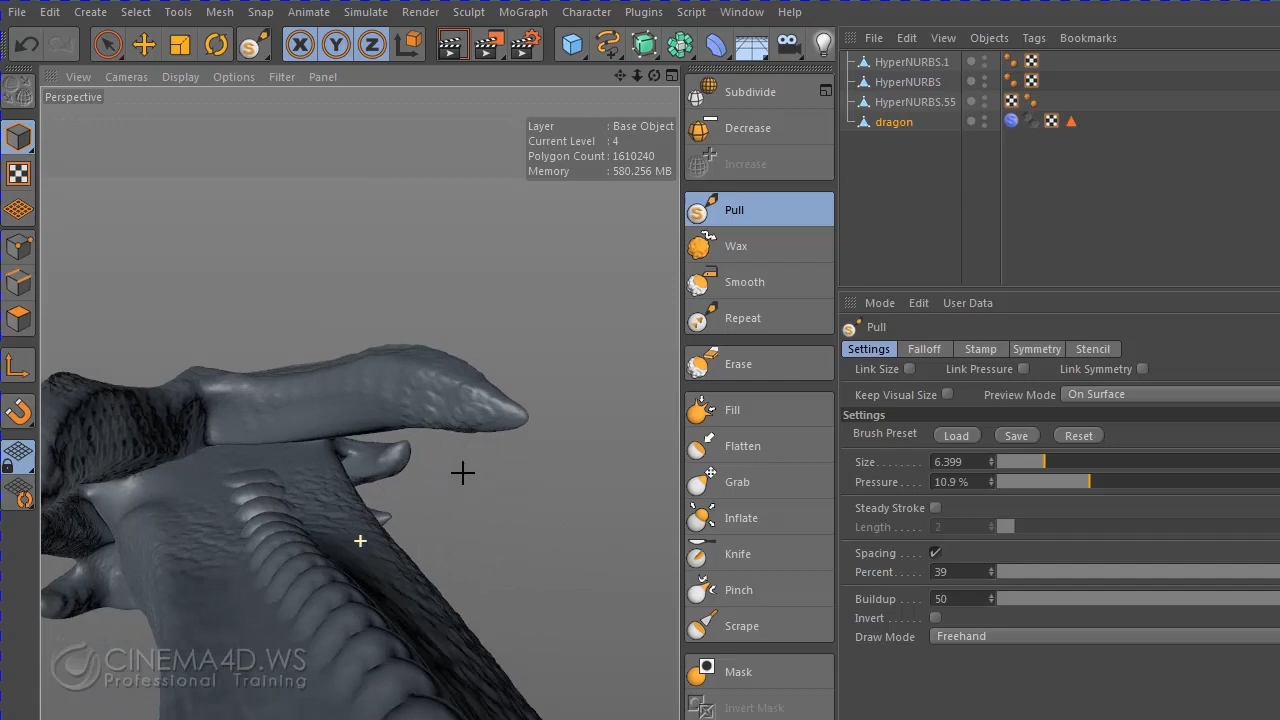 File Edit Create Select Tools Mesh Snap Animate Simulate Render Sculpt MoGraph Character Plugins Script Window Help
File Edit View Objects Tags Bookmarks
View Cameras Display Options Filter Panel
Perspective
Layer : Base Object
Current Level : 4
Polygon Count : 1610240
Memory : 580.256 MB
Subdivide
Decrease
Increase
Pull
Wax
Smooth
Repeat
Erase
Fill
Flatten
Grab
Inflate
Knife
Pinch
Scrape
Mask
Invert Mask
HyperNURBS.1
HyperNURBS
HyperNURBS.55
dragon
Mode Edit User Data
Pull
Settings Falloff Stamp Symmetry Stencil
Link Size Link Pressure Link Symmetry
Keep Visual Size Preview Mode On Surface
Settings
Brush Preset Load Save Reset
Size 6.399
Pressure 10.9 %
Steady Stroke
Length 2
Spacing
Percent 39
Buildup 50
Invert
Draw Mode Freehand
CINEMA4D.WS
Professional Training